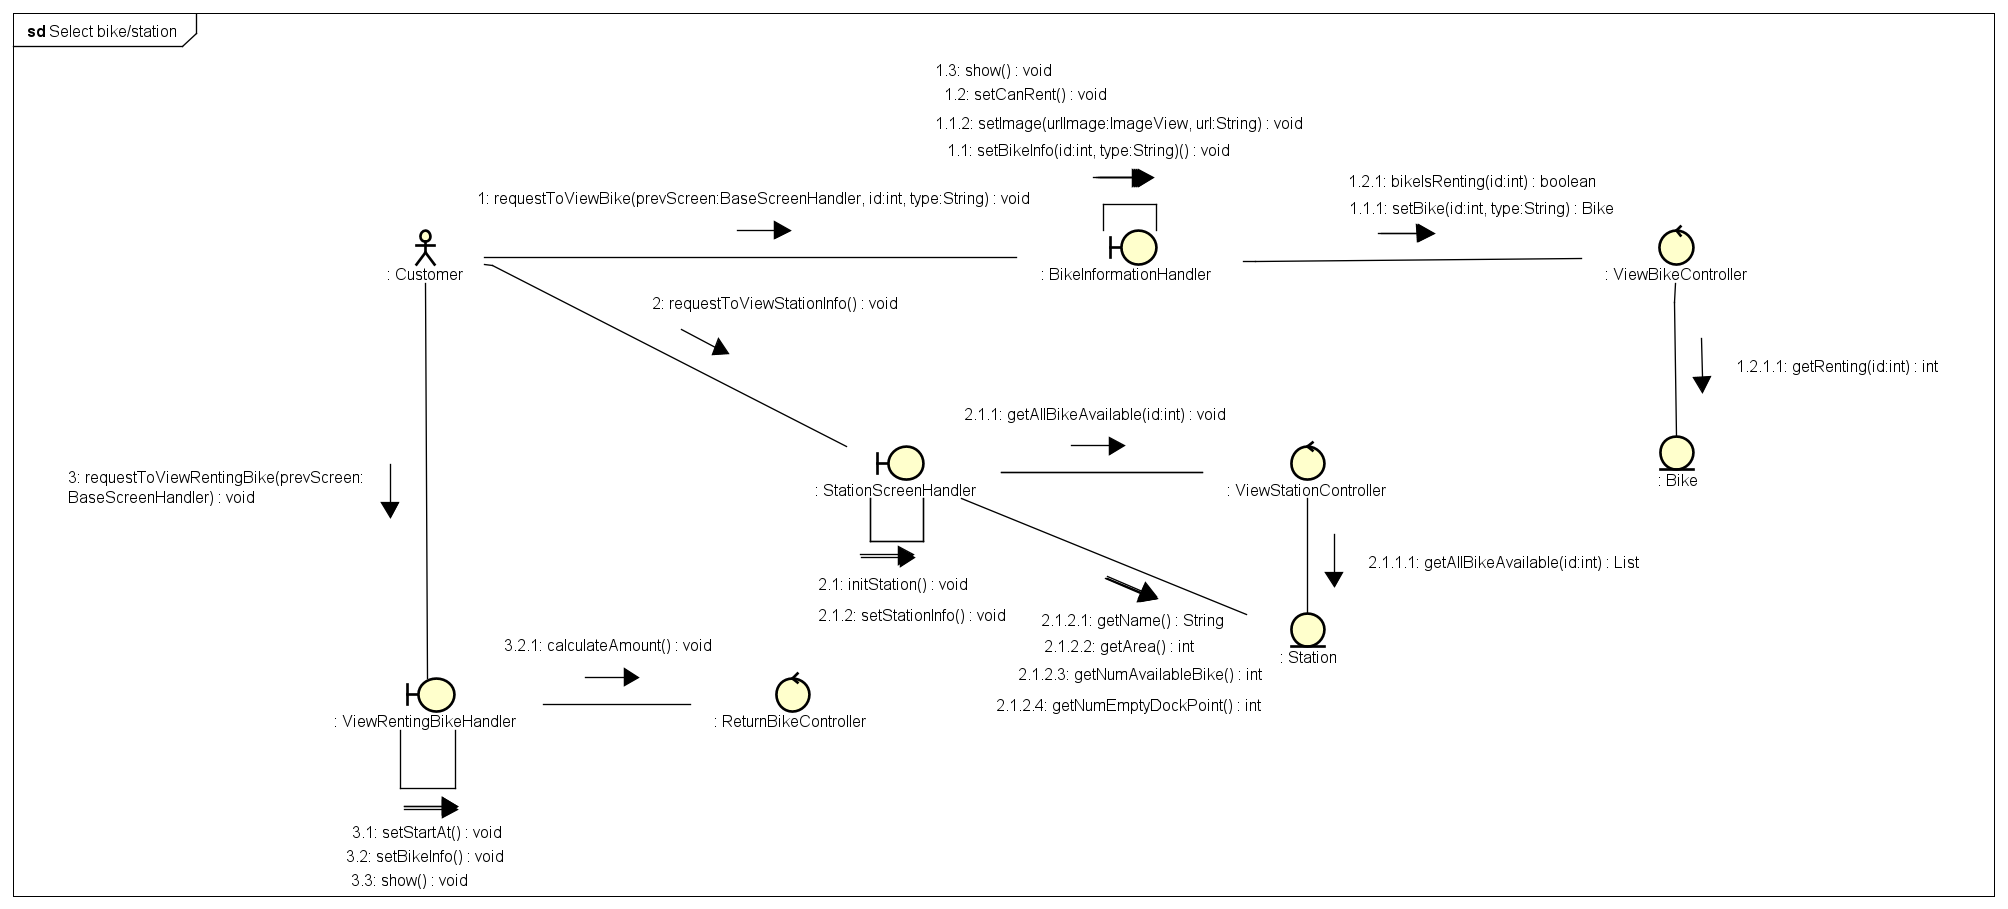 sd Select bike/station
1.3: show() : void
1.2: setCanRent() : void
1.1.2: setImage(urlImage:ImageView, url:String) : void
1.1: setBikeInfo(id:int, type:String)() : void
1: requestToViewBike(prevScreen:BaseScreenHandler, id:int, type:String) : void
1.2.1: bikeIsRenting(id:int) : boolean
1.1.1: setBike(id:int, type:String) : Bike
: Customer
: BikeInformationHandler
: ViewBikeController
2: requestToViewStationInfo() : void
1.2.1.1: getRenting(id:int) : int
2.1.1: getAllBikeAvailable(id:int) : void
3: requestToViewRentingBike(prevScreen:
BaseScreenHandler) : void
: StationScreenHandler
: ViewStationController
: Bike
2.1: initStation() : void
2.1.2: setStationInfo() : void
2.1.1.1: getAllBikeAvailable(id:int) : List
2.1.2.1: getName() : String
2.1.2.2: getArea() : int
2.1.2.3: getNumAvailableBike() : int
2.1.2.4: getNumEmptyDockPoint() : int
: Station
3.2.1: calculateAmount() : void
: ViewRentingBikeHandler
: ReturnBikeController
3.1: setStartAt() : void
3.2: setBikeInfo() : void
3.3: show() : void